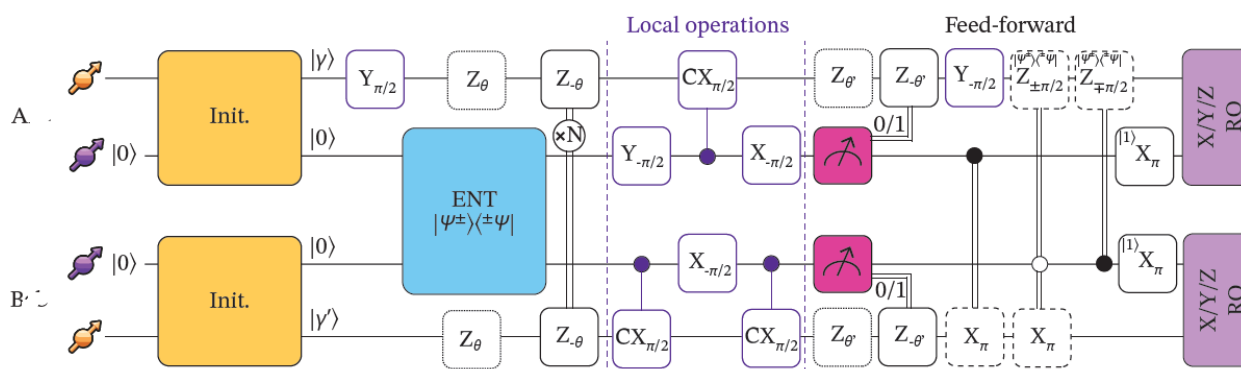 Local operations
Feed-forward
|γ⟩
Y π/2
Z θ
Z -θ
CX π/2
Z θ'
Z -θ'
Y -π/2
|Ψ±⟩⟨±Ψ|
Z ±π/2
|Ψ±⟩⟨±Ψ|
Z ∓π/2
A
Init.
×N
0/1
X/Y/Z
RO
|0⟩
|0⟩
Y -π/2
X -π/2
|1⟩ X π
ENT
|Ψ±⟩⟨±Ψ|
|0⟩
|0⟩
X -π/2
|1⟩ X π
B
Init.
0/1
X/Y/Z
RO
|γ'⟩
Z θ
Z -θ
CX π/2
CX π/2
Z θ'
Z -θ'
X π
X π